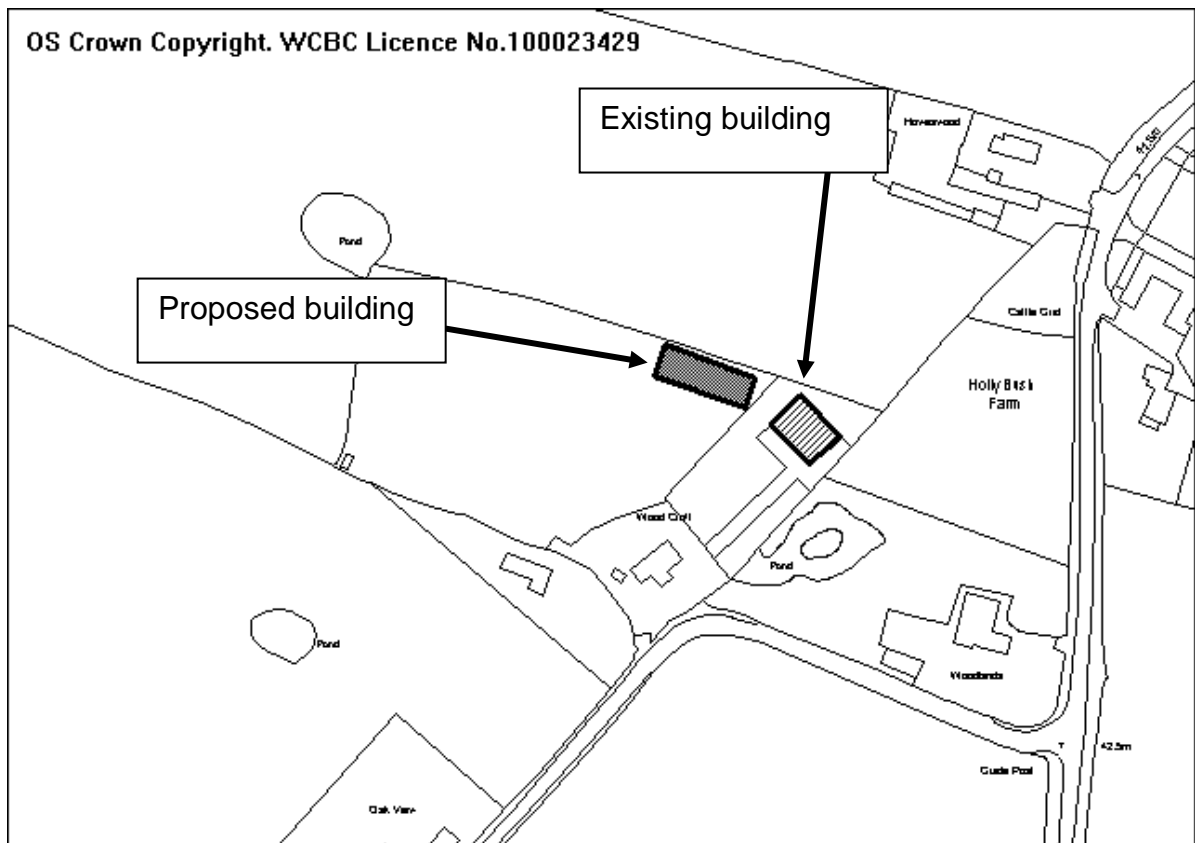 OS Crown Copyright. WCBC Licence No.100023429
Existing building
Pond
Proposed building
Cattle Grid
Holly Bush
Farm
Wood Croft
Pond
Pond
Woodlands
42.5m
Guide Post
Oak View